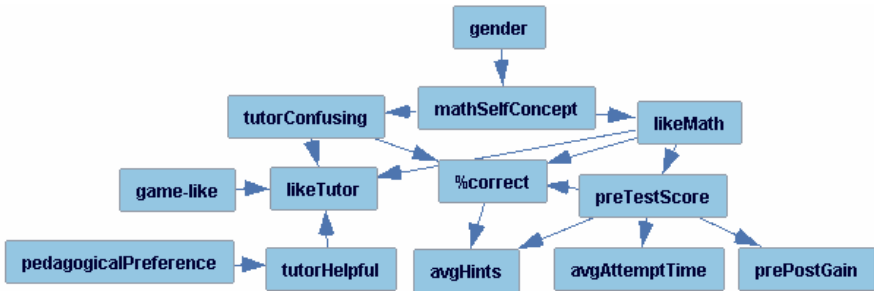 gender
mathSelfConcept
tutorConfusing
likeMath
game-like
likeTutor
%correct
preTestScore
pedagogicalPreference
tutorHelpful
avgHints
avgAttemptTime
prePostGain